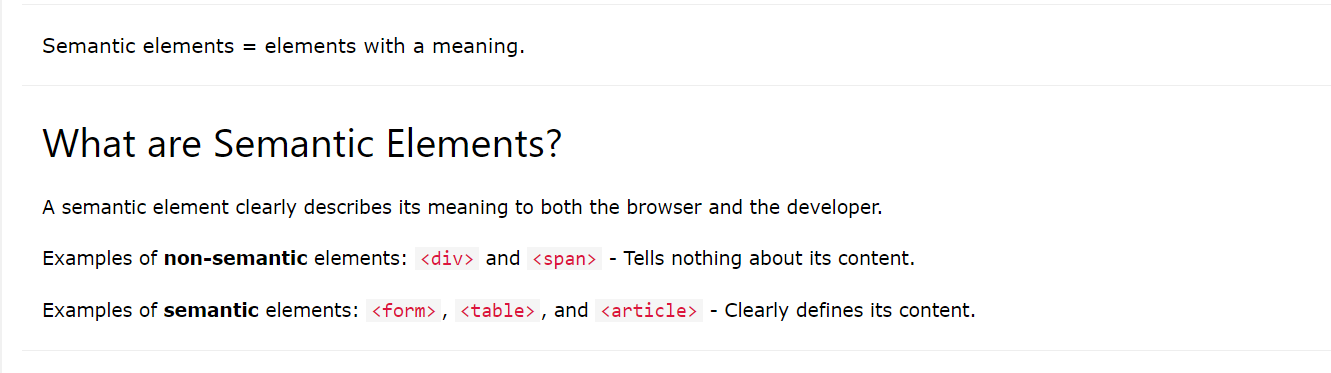 Semantic elements = elements with a meaning.
What are Semantic Elements?
A semantic element clearly describes its meaning to both the browser and the developer.
Examples of non-semantic elements: <div> and <span> - Tells nothing about its content.
Examples of semantic elements: <form>, <table>, and <article> - Clearly defines its content.